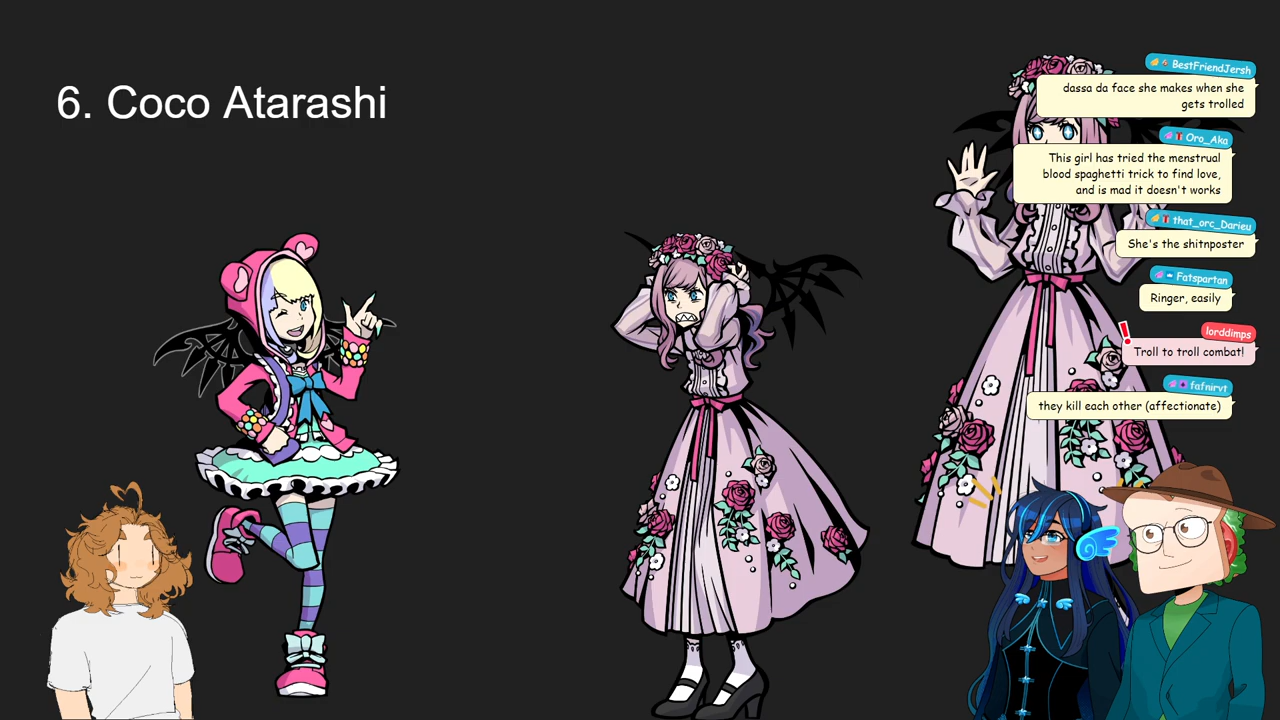 6. Coco Atarashi
BestFriendJersh
dassa da face she makes when she
gets trolled
Oro_Aka
This girl has tried the menstrual
blood spaghetti trick to find love,
and is mad it doesn't works
that_orc_Darieu
She's the shitnposter
Fatspartan
Ringer, easily
lorddimps
Troll to troll combat!
fafnirvt
they kill each other (affectionate)